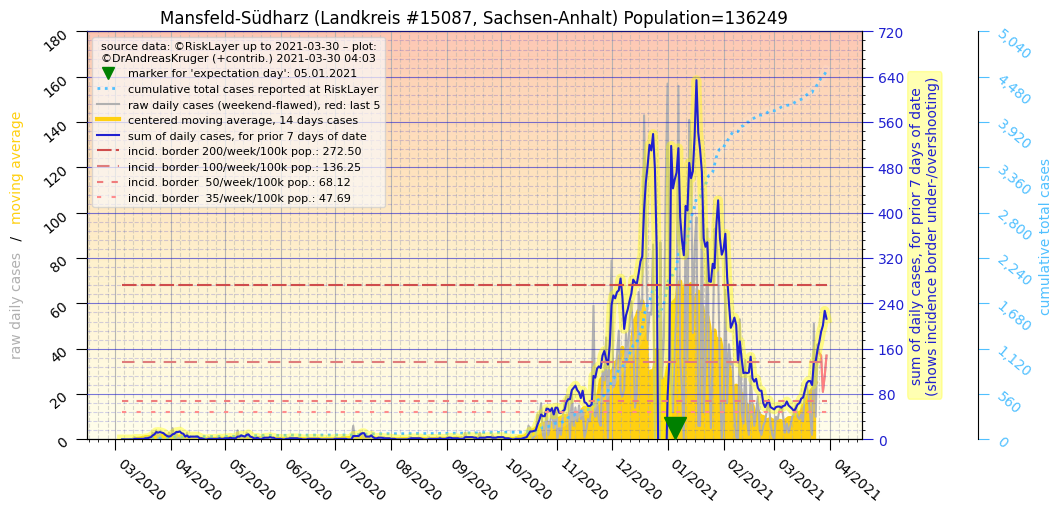 Mansfeld-Südharz (Landkreis #15087, Sachsen-Anhalt) Population=136249
source data: ©RiskLayer up to 2021-03-30 – plot:
©DrAndreasKruger (+contrib.) 2021-03-30 04:03
marker for 'expectation day': 05.01.2021
cumulative total cases reported at RiskLayer
raw daily cases (weekend-flawed), red: last 5
centered moving average, 14 days cases
sum of daily cases, for prior 7 days of date
incid. border 200/week/100k pop.: 272.50
incid. border 100/week/100k pop.: 136.25
incid. border  50/week/100k pop.: 68.12
incid. border  35/week/100k pop.: 47.69
raw daily cases / moving average
180
160
140
120
100
80
60
40
20
0
03/2020
04/2020
05/2020
06/2020
07/2020
08/2020
09/2020
10/2020
11/2020
12/2020
01/2021
02/2021
03/2021
04/2021
720
640
560
480
400
320
240
160
80
0
sum of daily cases, for prior 7 days of date
(shows incidence border under-/overshooting)
5,040
4,480
3,920
3,360
2,800
2,240
1,680
1,120
560
0
cumulative total cases